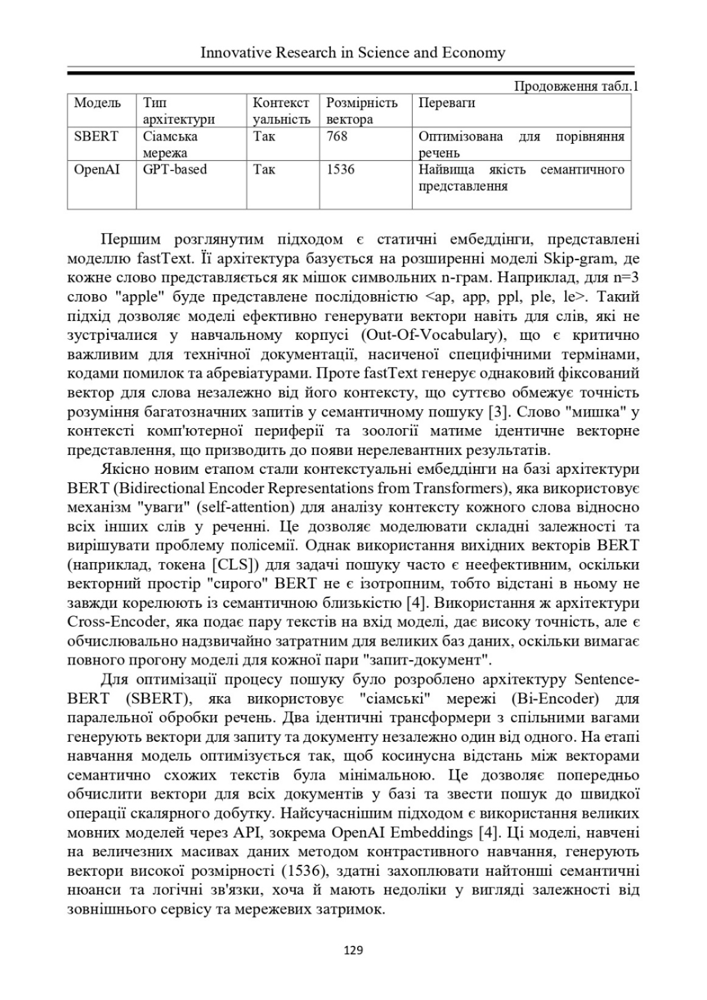 Innovative Research in Science and Economy
Продовження табл.1
Модель Тип Контекст Розмірність Переваги
архітектури уальність вектора
SBERT Сіамська Так 768 Оптимізована для порівняння
мережа речень
OpenAI GPT-based Так 1536 Найвища якість семантичного
представлення
Першим розглянутим підходом є статичні ембеддінги, представлені
моделлю fastText. Її архітектура базується на розширенні моделі Skip-gram, де
кожне слово представляється як мішок символьних n-грам. Наприклад, для n=3
слово "apple" буде представлене послідовністю <ap, app, ppl, ple, le>. Такий
підхід дозволяє моделі ефективно генерувати вектори навіть для слів, які не
зустрічалися у навчальному корпусі (Out-Of-Vocabulary), що є критично
важливим для технічної документації, насиченої специфічними термінами,
кодами помилок та абревіатурами. Проте fastText генерує однаковий фіксований
вектор для слова незалежно від його контексту, що суттєво обмежує точність
розуміння багатозначних запитів у семантичному пошуку [3]. Слово "мишка" у
контексті комп'ютерної периферії та зоології матиме ідентичне векторне
представлення, що призводить до появи нерелевантних результатів.
Якісно новим етапом стали контекстуальні ембеддінги на базі архітектури
BERT (Bidirectional Encoder Representations from Transformers), яка використовує
механізм "уваги" (self-attention) для аналізу контексту кожного слова відносно
всіх інших слів у реченні. Це дозволяє моделювати складні залежності та
вирішувати проблему полісемії. Однак використання вихідних векторів BERT
(наприклад, токена [CLS]) для задачі пошуку часто є неефективним, оскільки
векторний простір "сирого" BERT не є ізотропним, тобто відстані в ньому не
завжди корелюють із семантичною близькістю [4]. Використання ж архітектури
Cross-Encoder, яка подає пару текстів на вхід моделі, дає високу точність, але є
обчислювально надзвичайно затратним для великих баз даних, оскільки вимагає
повного прогону моделі для кожної пари "запит-документ".
Для оптимізації процесу пошуку було розроблено архітектуру Sentence-
BERT (SBERT), яка використовує "сіамські" мережі (Bi-Encoder) для
паралельної обробки речень. Два ідентичні трансформери з спільними вагами
генерують вектори для запиту та документу незалежно один від одного. На етапі
навчання модель оптимізується так, щоб косинусна відстань між векторами
семантично схожих текстів була мінімальною. Це дозволяє попередньо
обчислити вектори для всіх документів у базі та звести пошук до швидкої
операції скалярного добутку. Найсучаснішим підходом є використання великих
мовних моделей через API, зокрема OpenAI Embeddings [4]. Ці моделі, навчені
на величезних масивах даних методом контрастивного навчання, генерують
вектори високої розмірності (1536), здатні захоплювати найтонші семантичні
нюанси та логічні зв'язки, хоча й мають недоліки у вигляді залежності від
зовнішнього сервісу та мережевих затримок.
129